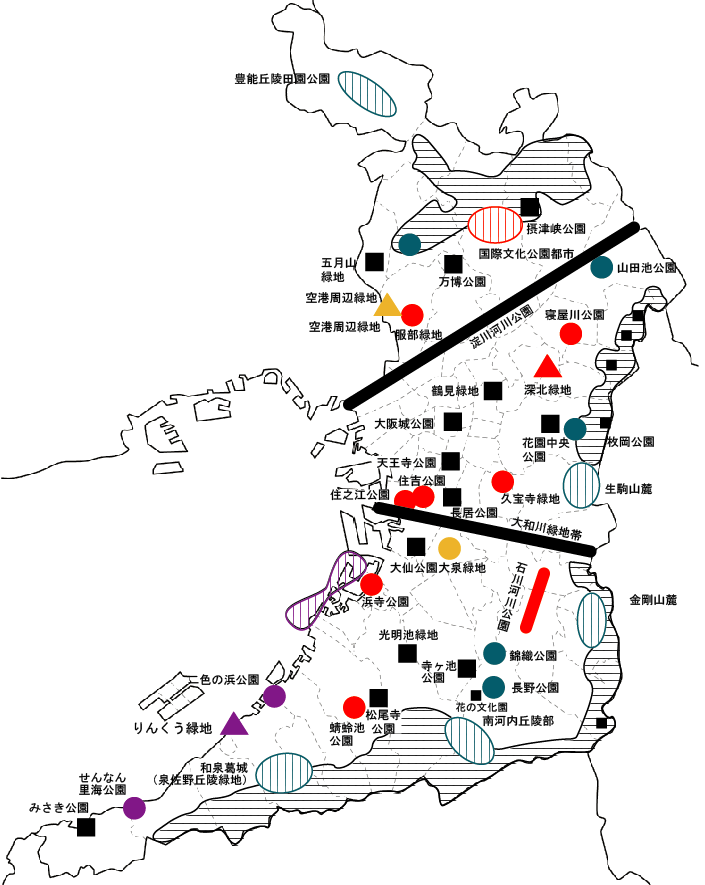 豊能丘陵田園公園
摂津峡公園
国際文化公園都市
五月山
緑地
万博公園
山田池公園
空港周辺緑地
空港周辺緑地
服部緑地
淀川河川公園
寝屋川公園
深北緑地
鶴見緑地
大阪城公園
花園中央
公園
枚岡公園
天王寺公園
住吉公園
住之江公園
久宝寺緑地
生駒山麓
長居公園
大和川緑地帯
大仙公園
大泉緑地
石川河川公園
金剛山麓
浜寺公園
光明池緑地
錦織公園
寺ヶ池
公園
長野公園
花の文化園
二色の浜公園
りんくう緑地
松尾寺
公園
蜻蛉池
公園
南河内丘陵部
和泉葛城
（泉佐野丘陵緑地）
せんなん
里海公園
みさき公園